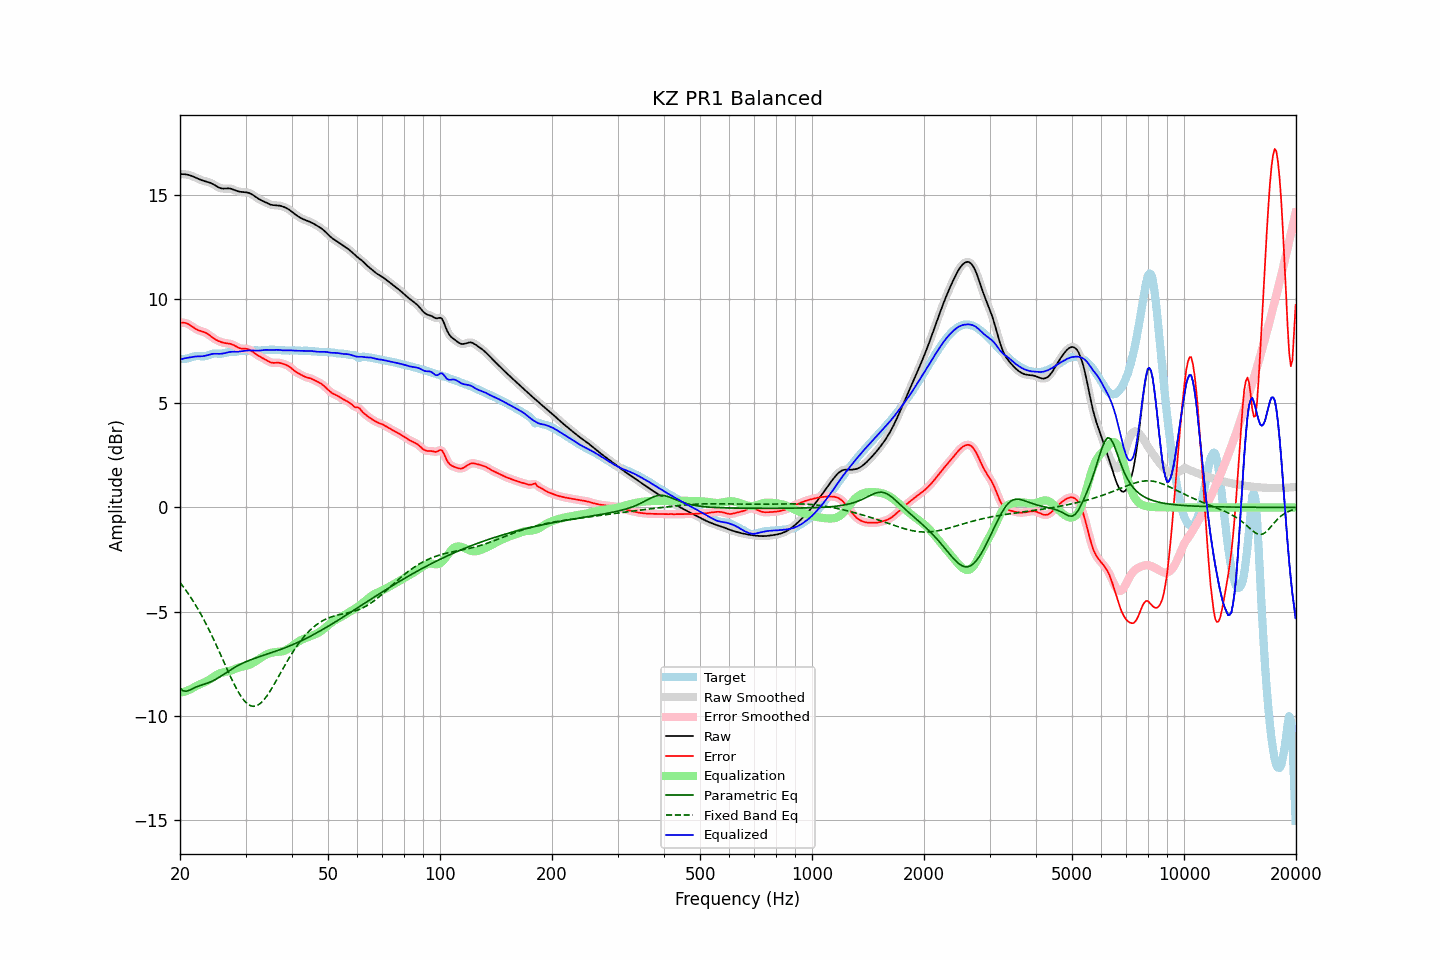 KZ PR1 Balanced
Amplitude (dBr)
15
10
5
0
−5
−10
−15
Target
Raw Smoothed
Error Smoothed
Raw
Error
Equalization
Parametric Eq
Fixed Band Eq
Equalized
20 50 100 200 500 1000 2000 5000 10000 20000
Frequency (Hz)